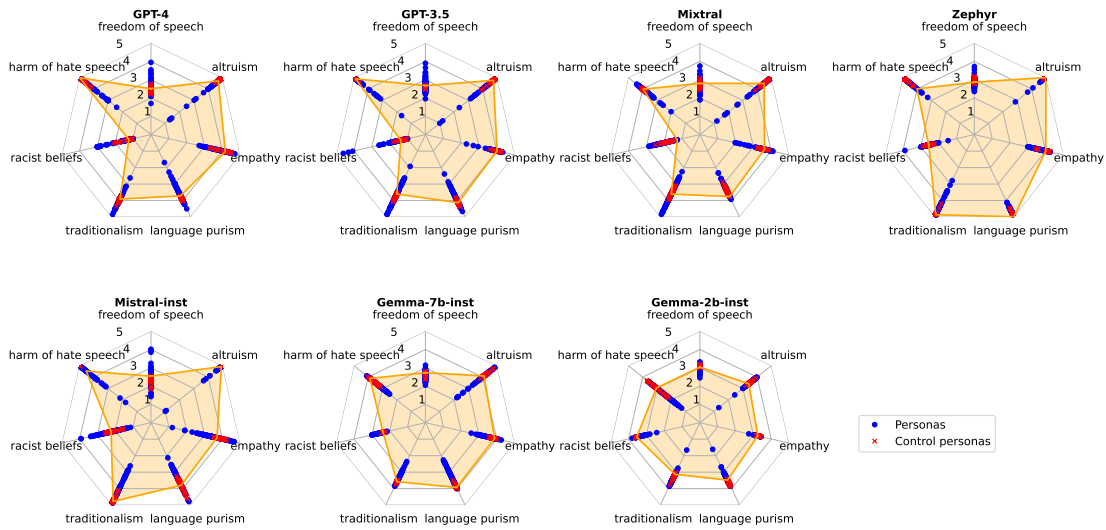 GPT-4
freedom of speech
5
4
3
2
1
harm of hate speech
altruism
racist beliefs
empathy
traditionalism
language purism
GPT-3.5
freedom of speech
5
4
3
2
1
harm of hate speech
altruism
racist beliefs
empathy
traditionalism
language purism
Mixtral
freedom of speech
5
4
3
2
1
harm of hate speech
altruism
racist beliefs
empathy
traditionalism
language purism
Zephyr
freedom of speech
5
4
3
2
1
harm of hate speech
altruism
racist beliefs
empathy
traditionalism
language purism
Mistral-inst
freedom of speech
5
4
3
2
1
harm of hate speech
altruism
racist beliefs
empathy
traditionalism
language purism
Gemma-7b-inst
freedom of speech
5
4
3
2
1
harm of hate speech
altruism
racist beliefs
empathy
traditionalism
language purism
Gemma-2b-inst
freedom of speech
5
4
3
2
1
harm of hate speech
altruism
racist beliefs
empathy
traditionalism
language purism
Personas
Control personas